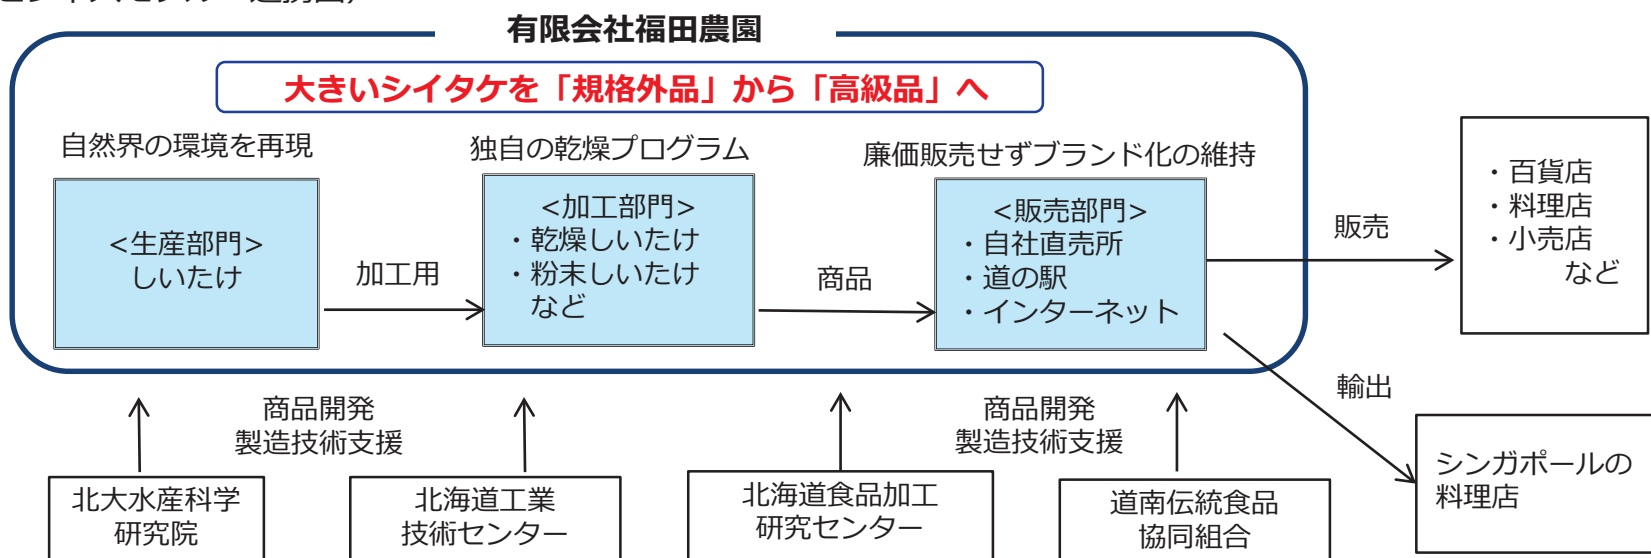 有限会社福田農園
大きいシイタケを「規格外品」から「高級品」へ
自然界の環境を再現
<生産部門>
しいたけ
加工用
独自の乾燥プログラム
<加工部門>
・乾燥しいたけ
・粉末しいたけ
など
商品
廉価販売せずブランド化の維持
<販売部門>
・自社直売所
・道の駅
・インターネット
販売
・百貨店
・料理店
・小売店
など
輸出
シンガポールの
料理店
商品開発
製造技術支援
商品開発
製造技術支援
北大水産科学
研究院
北海道工業
技術センター
北海道食品加工
研究センター
道南伝統食品
協同組合